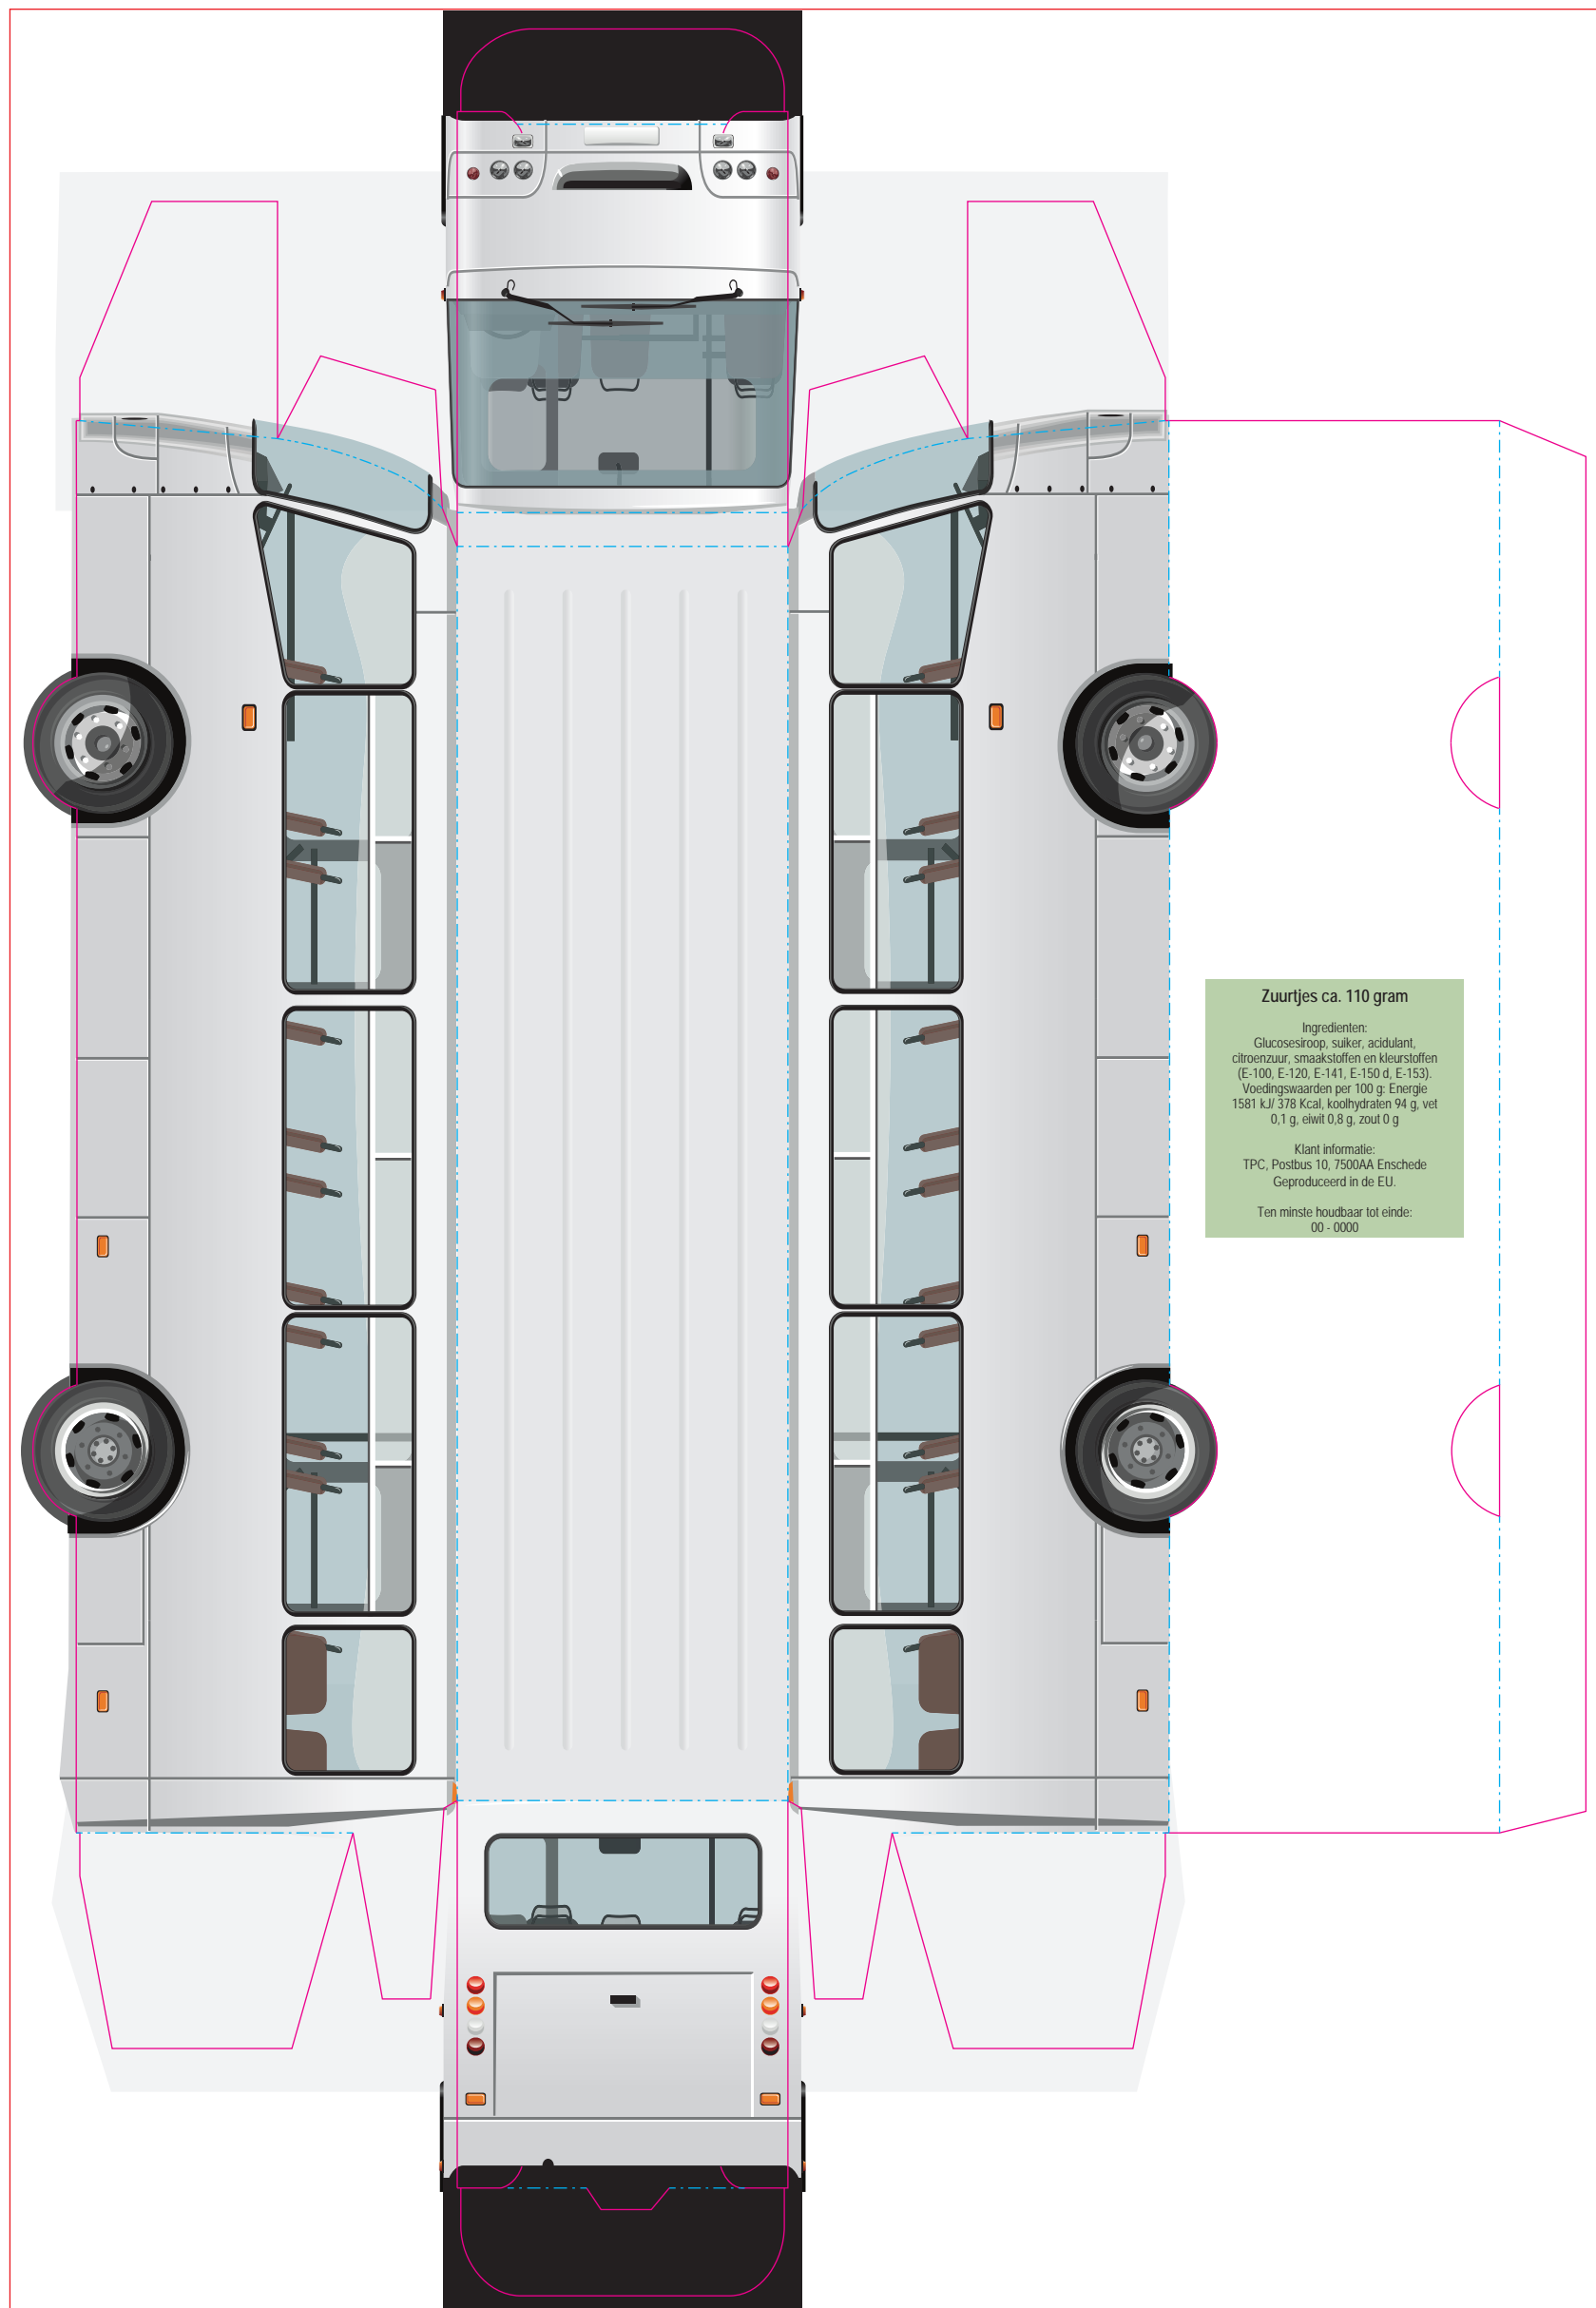 Zuurtjes ca. 110 gram
Ingredienten:
Glucosesiroop, suiker, acidulant,
citroenzuur, smaakstoffen en kleurstoffen
(E-100, E-120, E-141, E-150 d, E-153).
Voedingswaarden per 100 g: Energie
1581 kJ/ 378 Kcal, koolhydraten 94 g, vet
0,1 g, eiwit 0,8 g, zout 0 g
Klant informatie:
TPC, Postbus 10, 7500AA Enschede
Geproduceerd in de EU.
Ten minste houdbaar tot einde:
00 - 0000